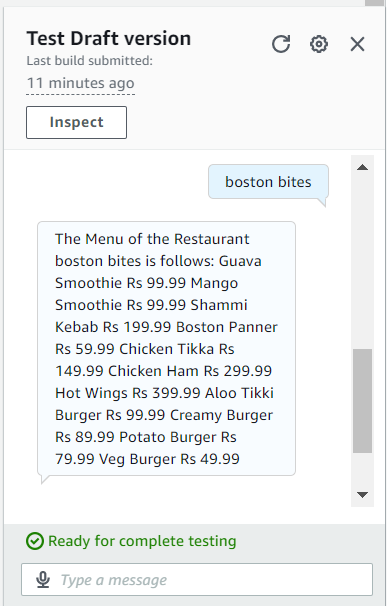 Test Draft version
Last build submitted:
11 minutes ago
Inspect
boston bites
The Menu of the Restaurant
boston bites is follows: Guava
Smoothie Rs 99.99 Mango
Smoothie Rs 99.99 Shammi
Kebab Rs 199.99 Boston Panner
Rs 59.99 Chicken Tikka Rs
149.99 Chicken Ham Rs 299.99
Hot Wings Rs 399.99 Aloo Tikki
Burger Rs 99.99 Creamy Burger
Rs 89.99 Potato Burger Rs
79.99 Veg Burger Rs 49.99
Ready for complete testing
Type a message